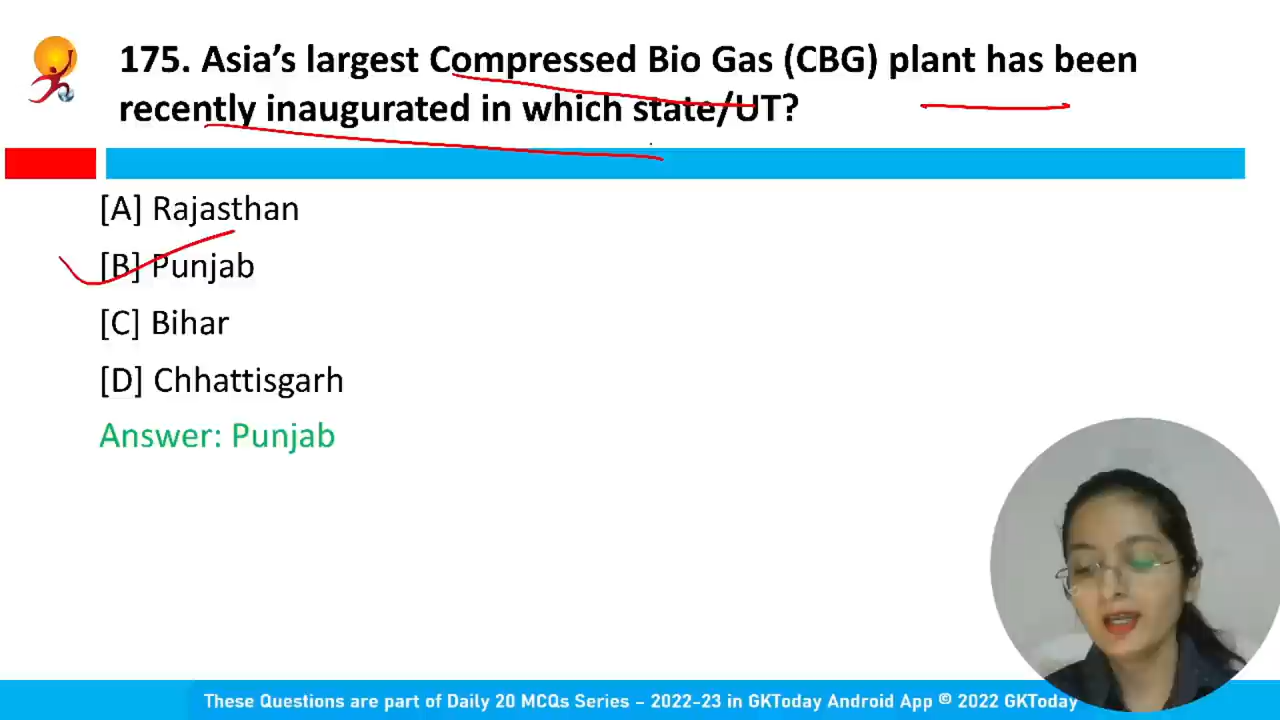 175. Asia's largest Compressed Bio Gas (CBG) plant has been
recently inaugurated in which state/UT?
[A] Rajasthan
[B] Punjab
[C] Bihar
[D] Chhattisgarh
Answer: Punjab
These Questions are part of Daily 20 MCQs Series – 2022-23 in GKToday Android App © 2022 GKToday